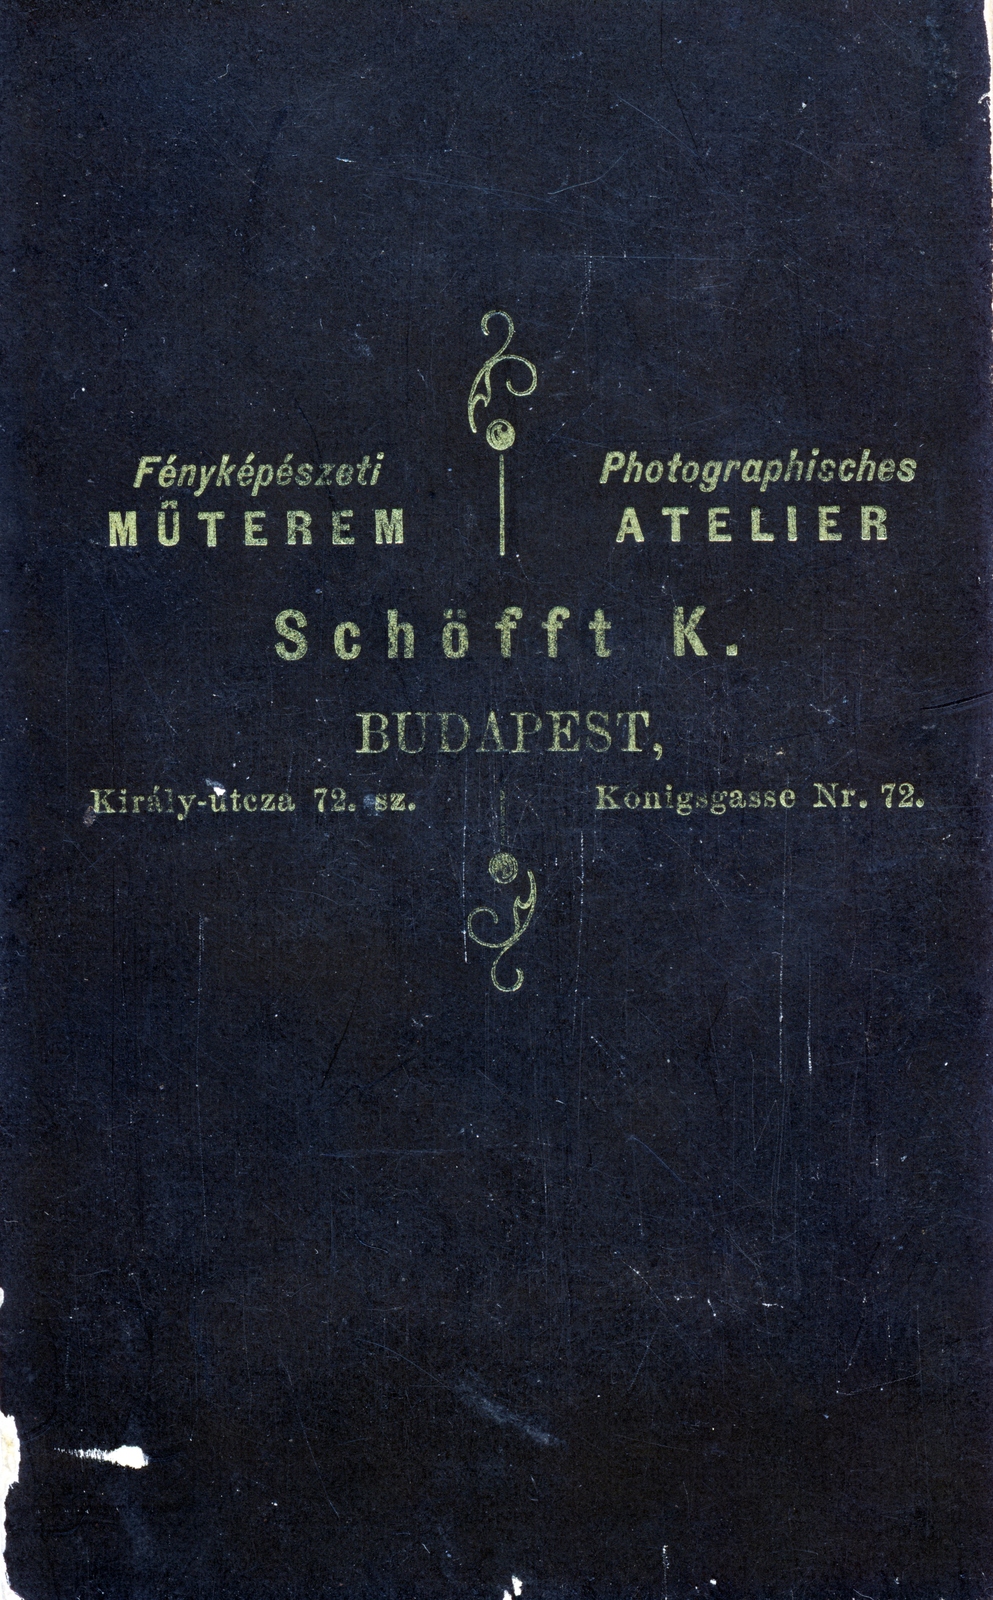 Fényképészeti
MŰTEREM
Photographisches
ATELIER
Schöfft K.
BUDAPEST,
Király-utcza 72. sz.
Konigsgasse Nr. 72.